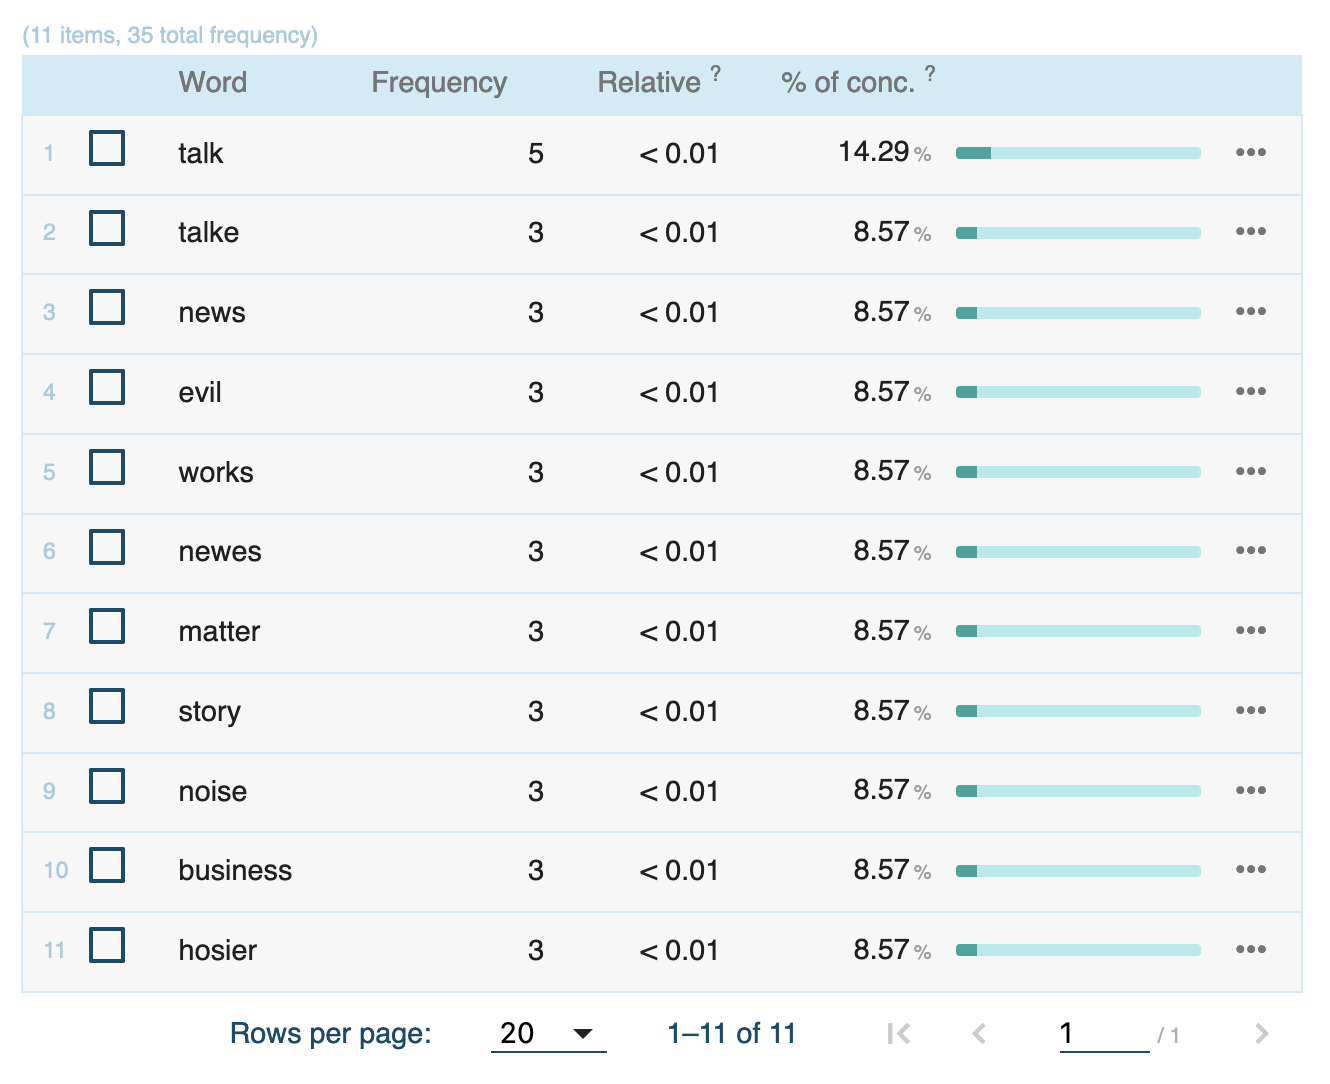 (11 items, 35 total frequency)
Word Frequency Relative ? % of conc. ?
1 talk 5 < 0.01 14.29 %
2 talke 3 < 0.01 8.57 %
3 news 3 < 0.01 8.57 %
4 evil 3 < 0.01 8.57 %
5 works 3 < 0.01 8.57 %
6 newes 3 < 0.01 8.57 %
7 matter 3 < 0.01 8.57 %
8 story 3 < 0.01 8.57 %
9 noise 3 < 0.01 8.57 %
10 business 3 < 0.01 8.57 %
11 hosier 3 < 0.01 8.57 %
Rows per page: 20 1–11 of 11 1 / 1